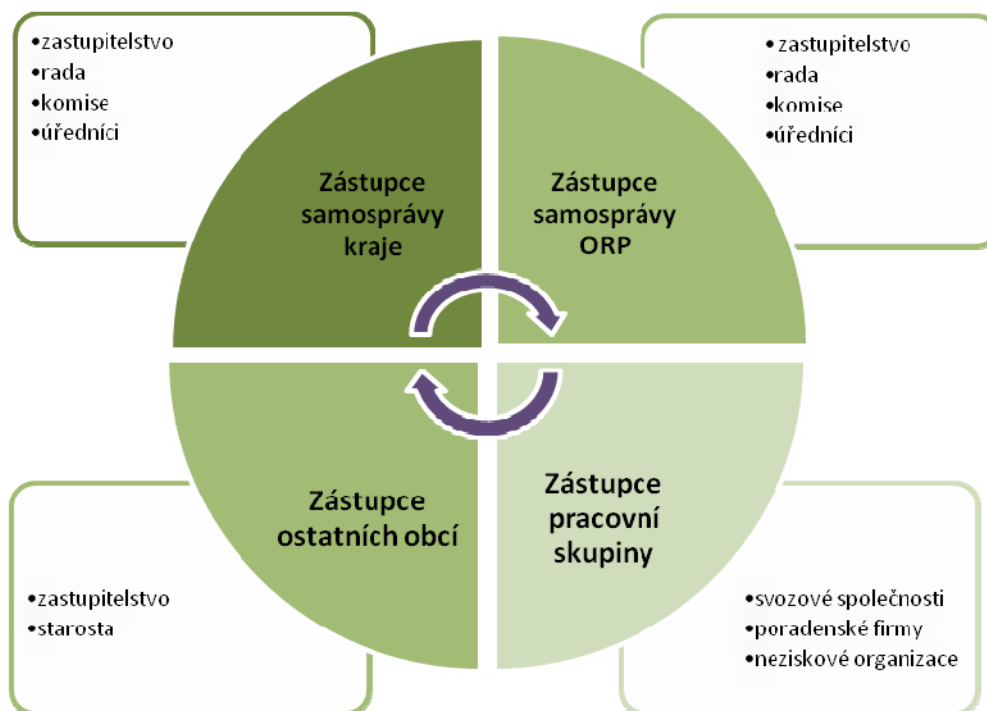 •zastupitelstvo
•rada
•komise
•úředníci
•zastupitelstvo
•rada
•komise
•úředníci
Zástupce
samosprávy
kraje
Zástupce
samosprávy
ORP
Zástupce
ostatních obcí
Zástupce
pracovní
skupiny
•zastupitelstvo
•starosta
•svozové společnosti
•poradenské firmy
•neziskové organizace